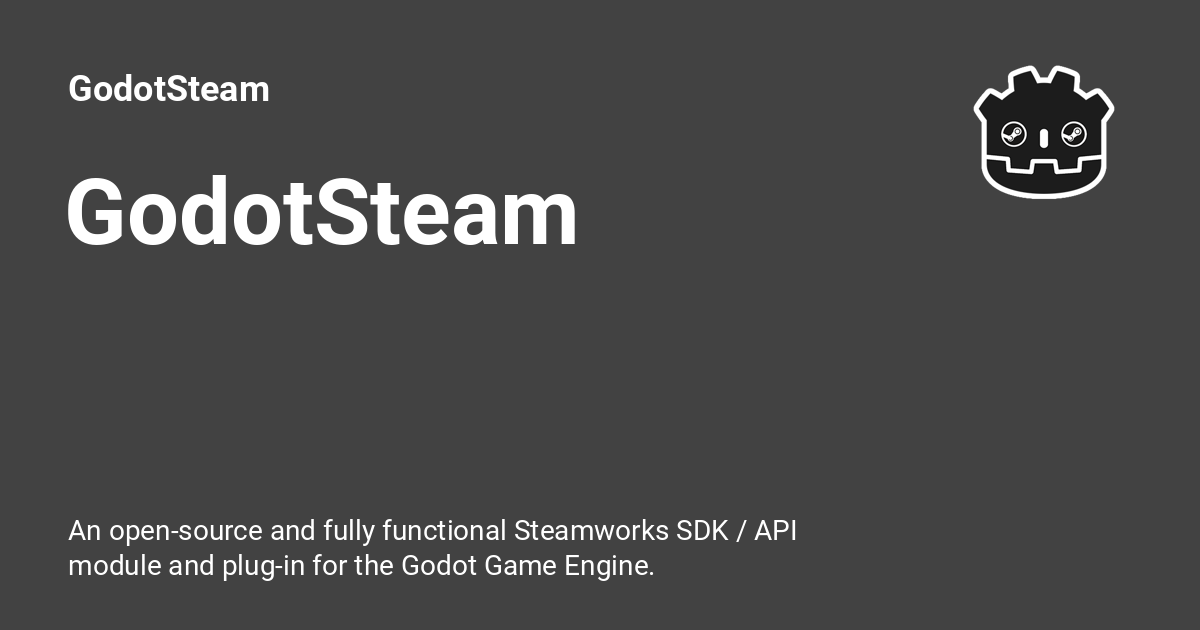 GodotSteam
GodotSteam
An open-source and fully functional Steamworks SDK / API
module and plug-in for the Godot Game Engine.